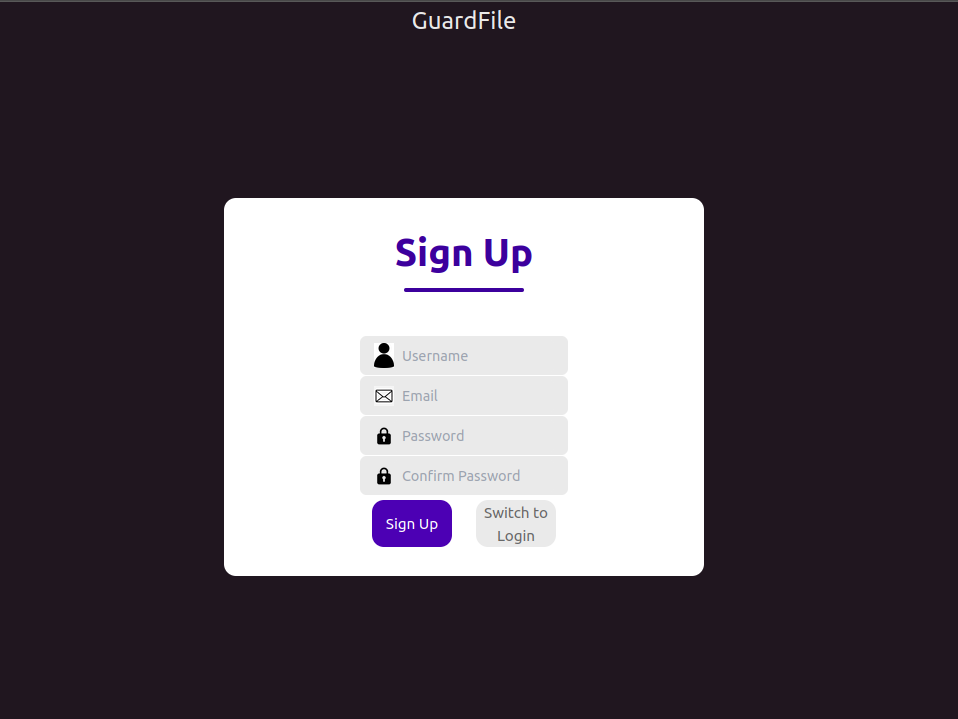 GuardFile
Sign Up
Username
Email
Password
Confirm Password
Sign Up
Switch to
Login